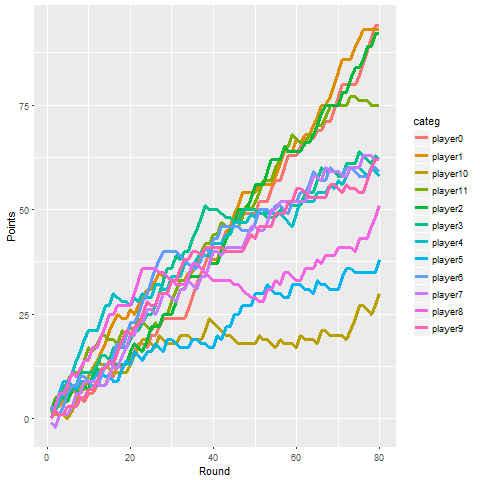 75
50
25
0
Points
0
20
40
60
80
Round
categ
player0
player1
player10
player11
player2
player3
player4
player5
player6
player7
player8
player9